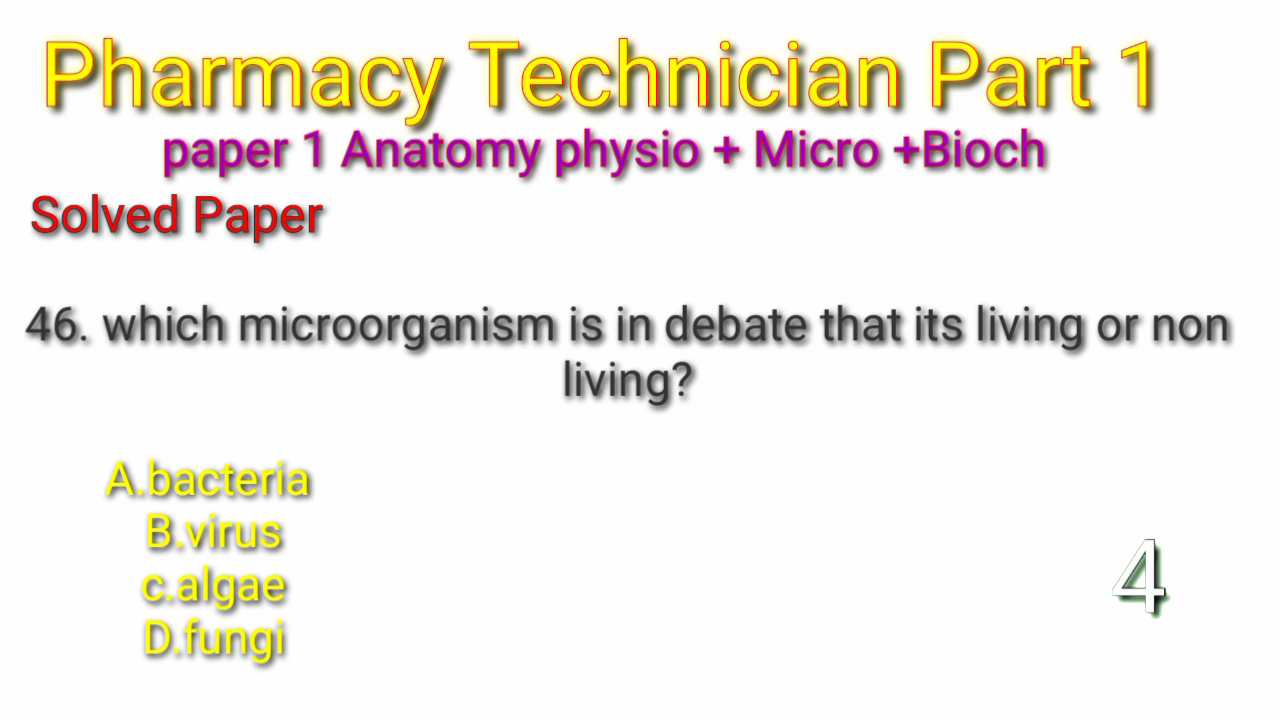 Pharmacy Technician Part 1
paper 1 Anatomy physio + Micro +Bioch
Solved Paper
46. which microorganism is in debate that its living or non
living?
A.bacteria
B.virus
c.algae
D.fungi
4